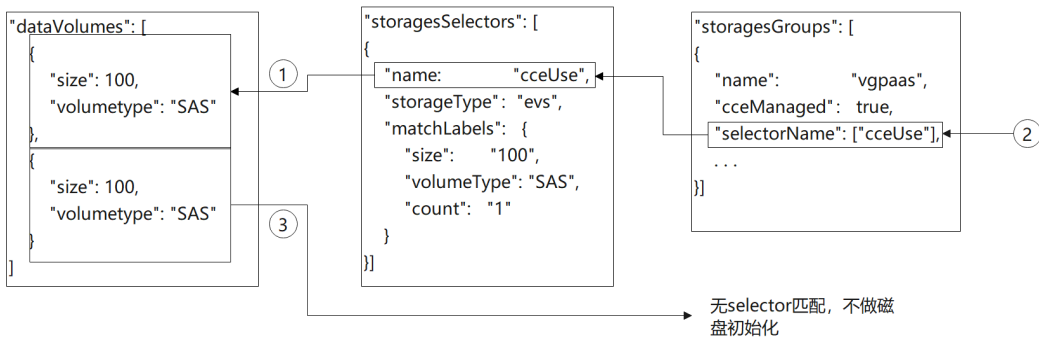 "dataVolumes": [
{
"size": 100,
"volumetype": "SAS"
},
{
"size": 100,
"volumetype": "SAS"
}
]
1
3
"storagesSelectors": [
{
"name: "cceUse",
"storageType": "evs",
"matchLabels": {
"size": "100",
"volumeType": "SAS",
"count": "1"
}
}]
"storagesGroups": [
{
"name": "vgpaas",
"cceManaged": true,
"selectorName": ["cceUse"],
. . .
}]
2
无selector匹配，不做磁
盘初始化